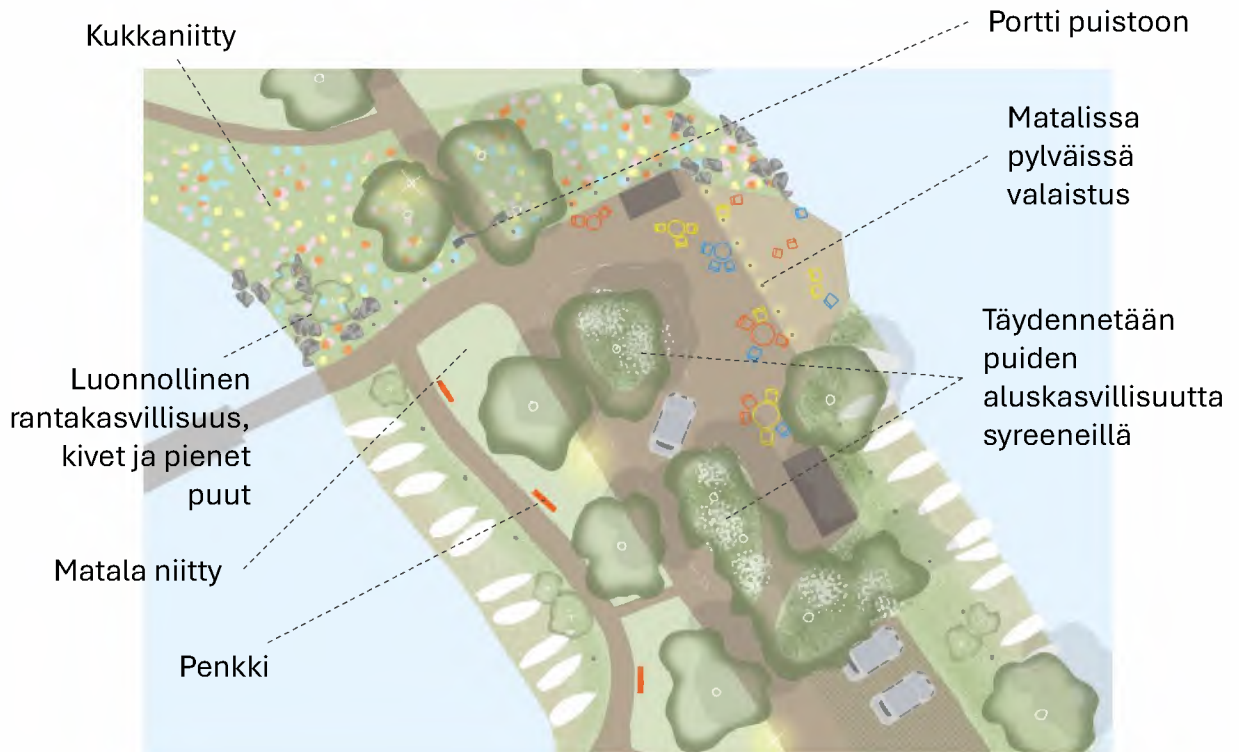 Kukkaniitty
Portti puistoon
Matalissa
pylväissä
valaistus
Täydennetään
puiden
aluskasvillisuutta
syreeneillä
Luonnollinen
rantakasvillisuus,
kivet ja pienet
puut
Matala niitty
Penkki